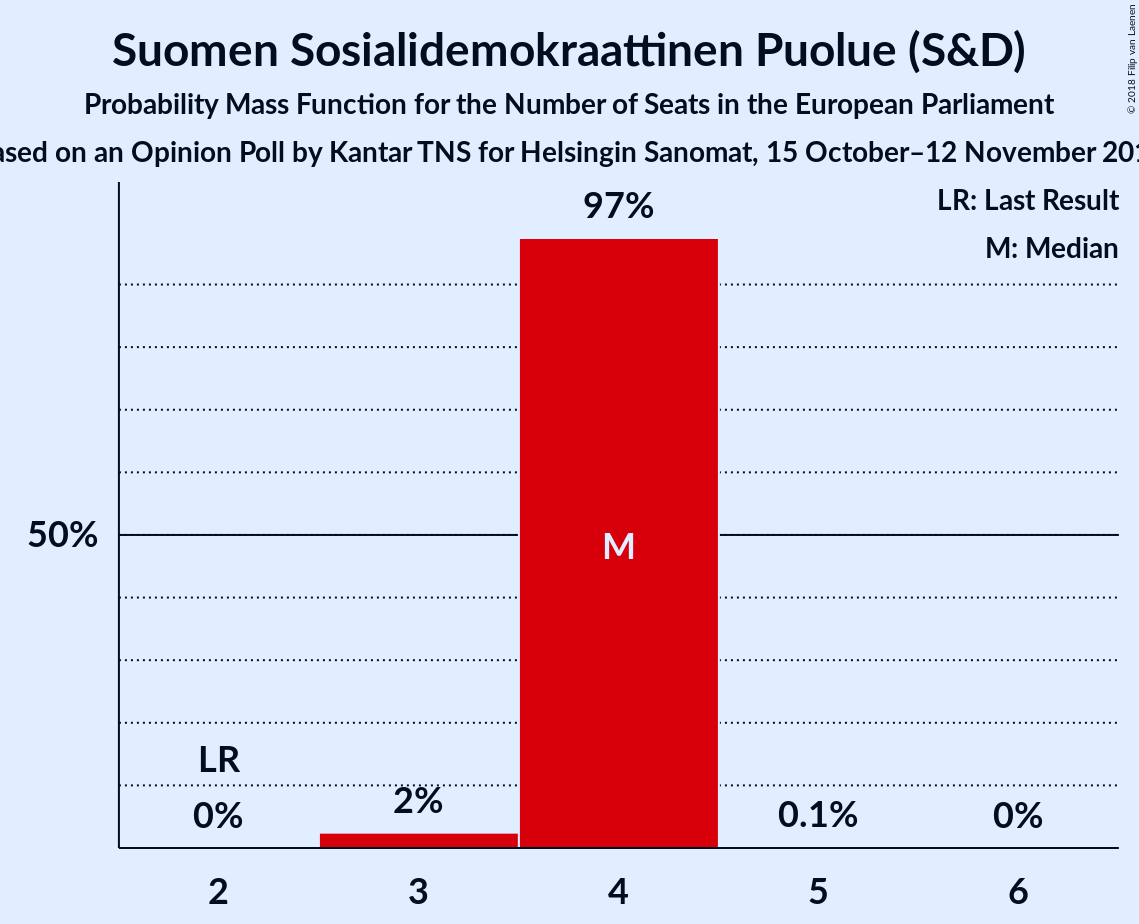 Suomen Sosialidemokraattinen Puolue (S&D)
Probability Mass Function for the Number of Seats in the European Parliament
ased on an Opinion Poll by Kantar TNS for Helsingin Sanomat, 15 October–12 November 201
© 2018 Filip van Laenen
LR: Last Result
M: Median
97%
50%
M
LR
0%
2%
0.1%
0%
2
3
4
5
6